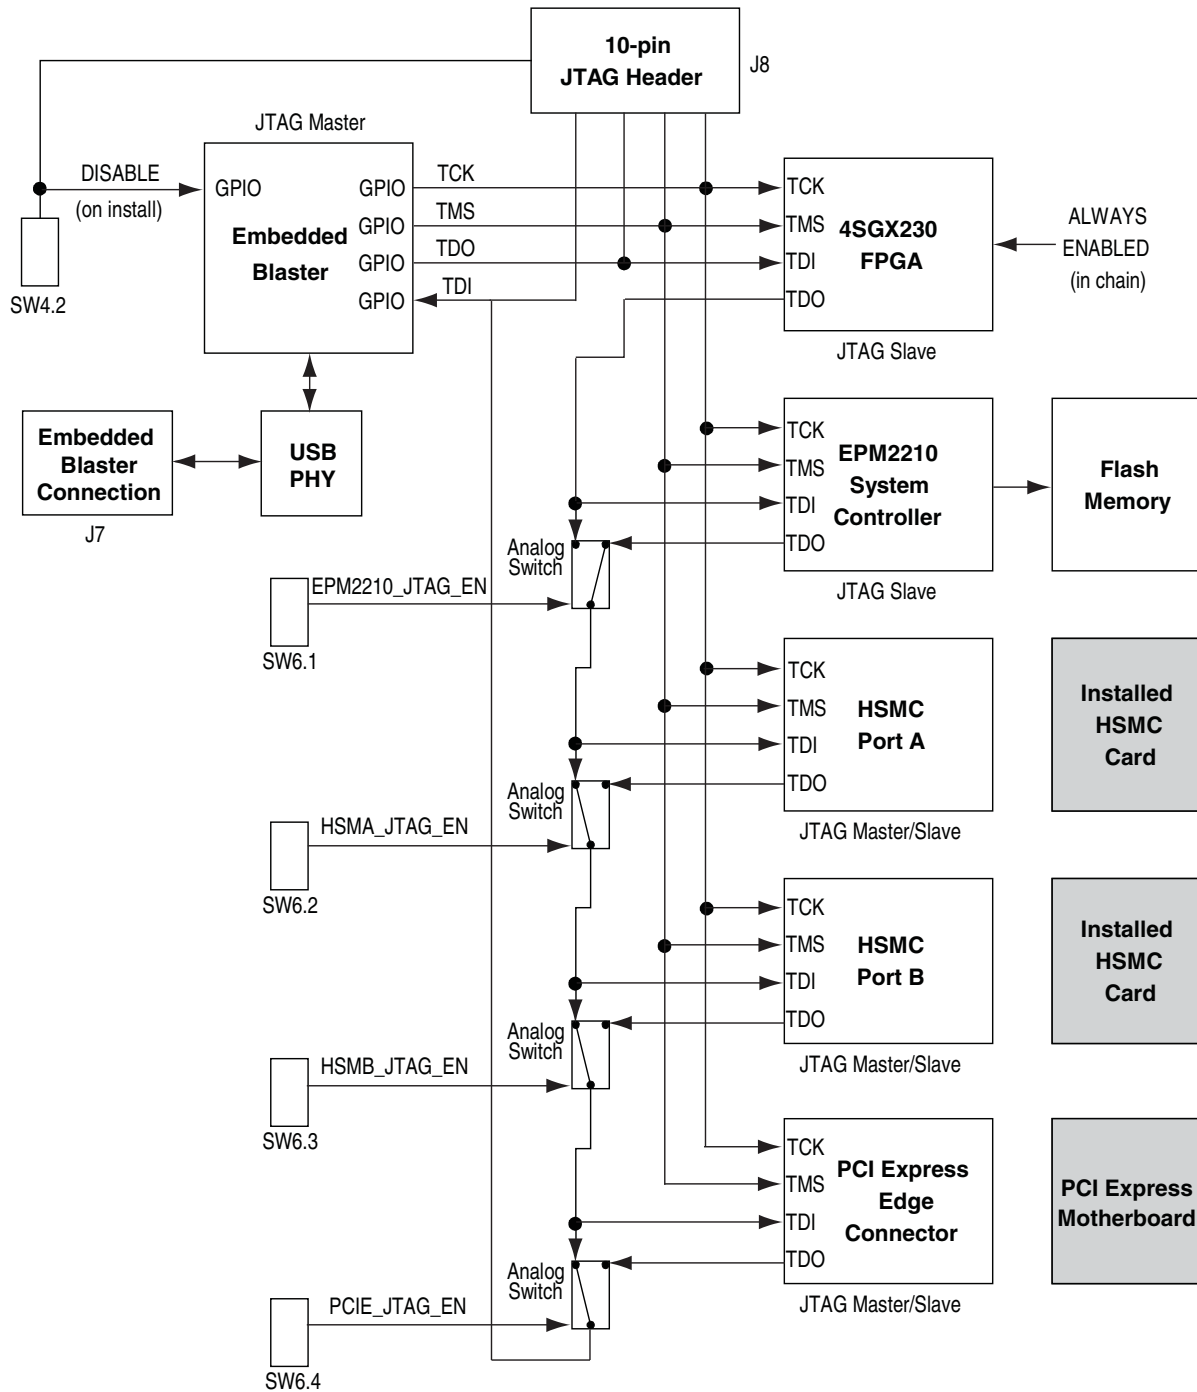 10-pin
JTAG Header
J8
JTAG Master
DISABLE
(on install)
GPIO
GPIO
GPIO
GPIO
GPIO
Embedded
Blaster
TCK
TMS
TDO
TDI
SW4.2
TCK
TMS
TDI
TDO
4SGX230
FPGA
JTAG Slave
ALWAYS
ENABLED
(in chain)
Embedded
Blaster
Connection
J7
USB
PHY
TCK
TMS
TDI
TDO
EPM2210
System
Controller
JTAG Slave
Flash
Memory
Analog
Switch
EPM2210_JTAG_EN
SW6.1
TCK
TMS
TDI
TDO
HSMC
Port A
JTAG Master/Slave
Installed
HSMC
Card
Analog
Switch
HSMA_JTAG_EN
SW6.2
TCK
TMS
TDI
TDO
HSMC
Port B
JTAG Master/Slave
Installed
HSMC
Card
Analog
Switch
HSMB_JTAG_EN
SW6.3
TCK
TMS
TDI
TDO
PCI Express
Edge
Connector
JTAG Master/Slave
PCI Express
Motherboard
Analog
Switch
PCIE_JTAG_EN
SW6.4